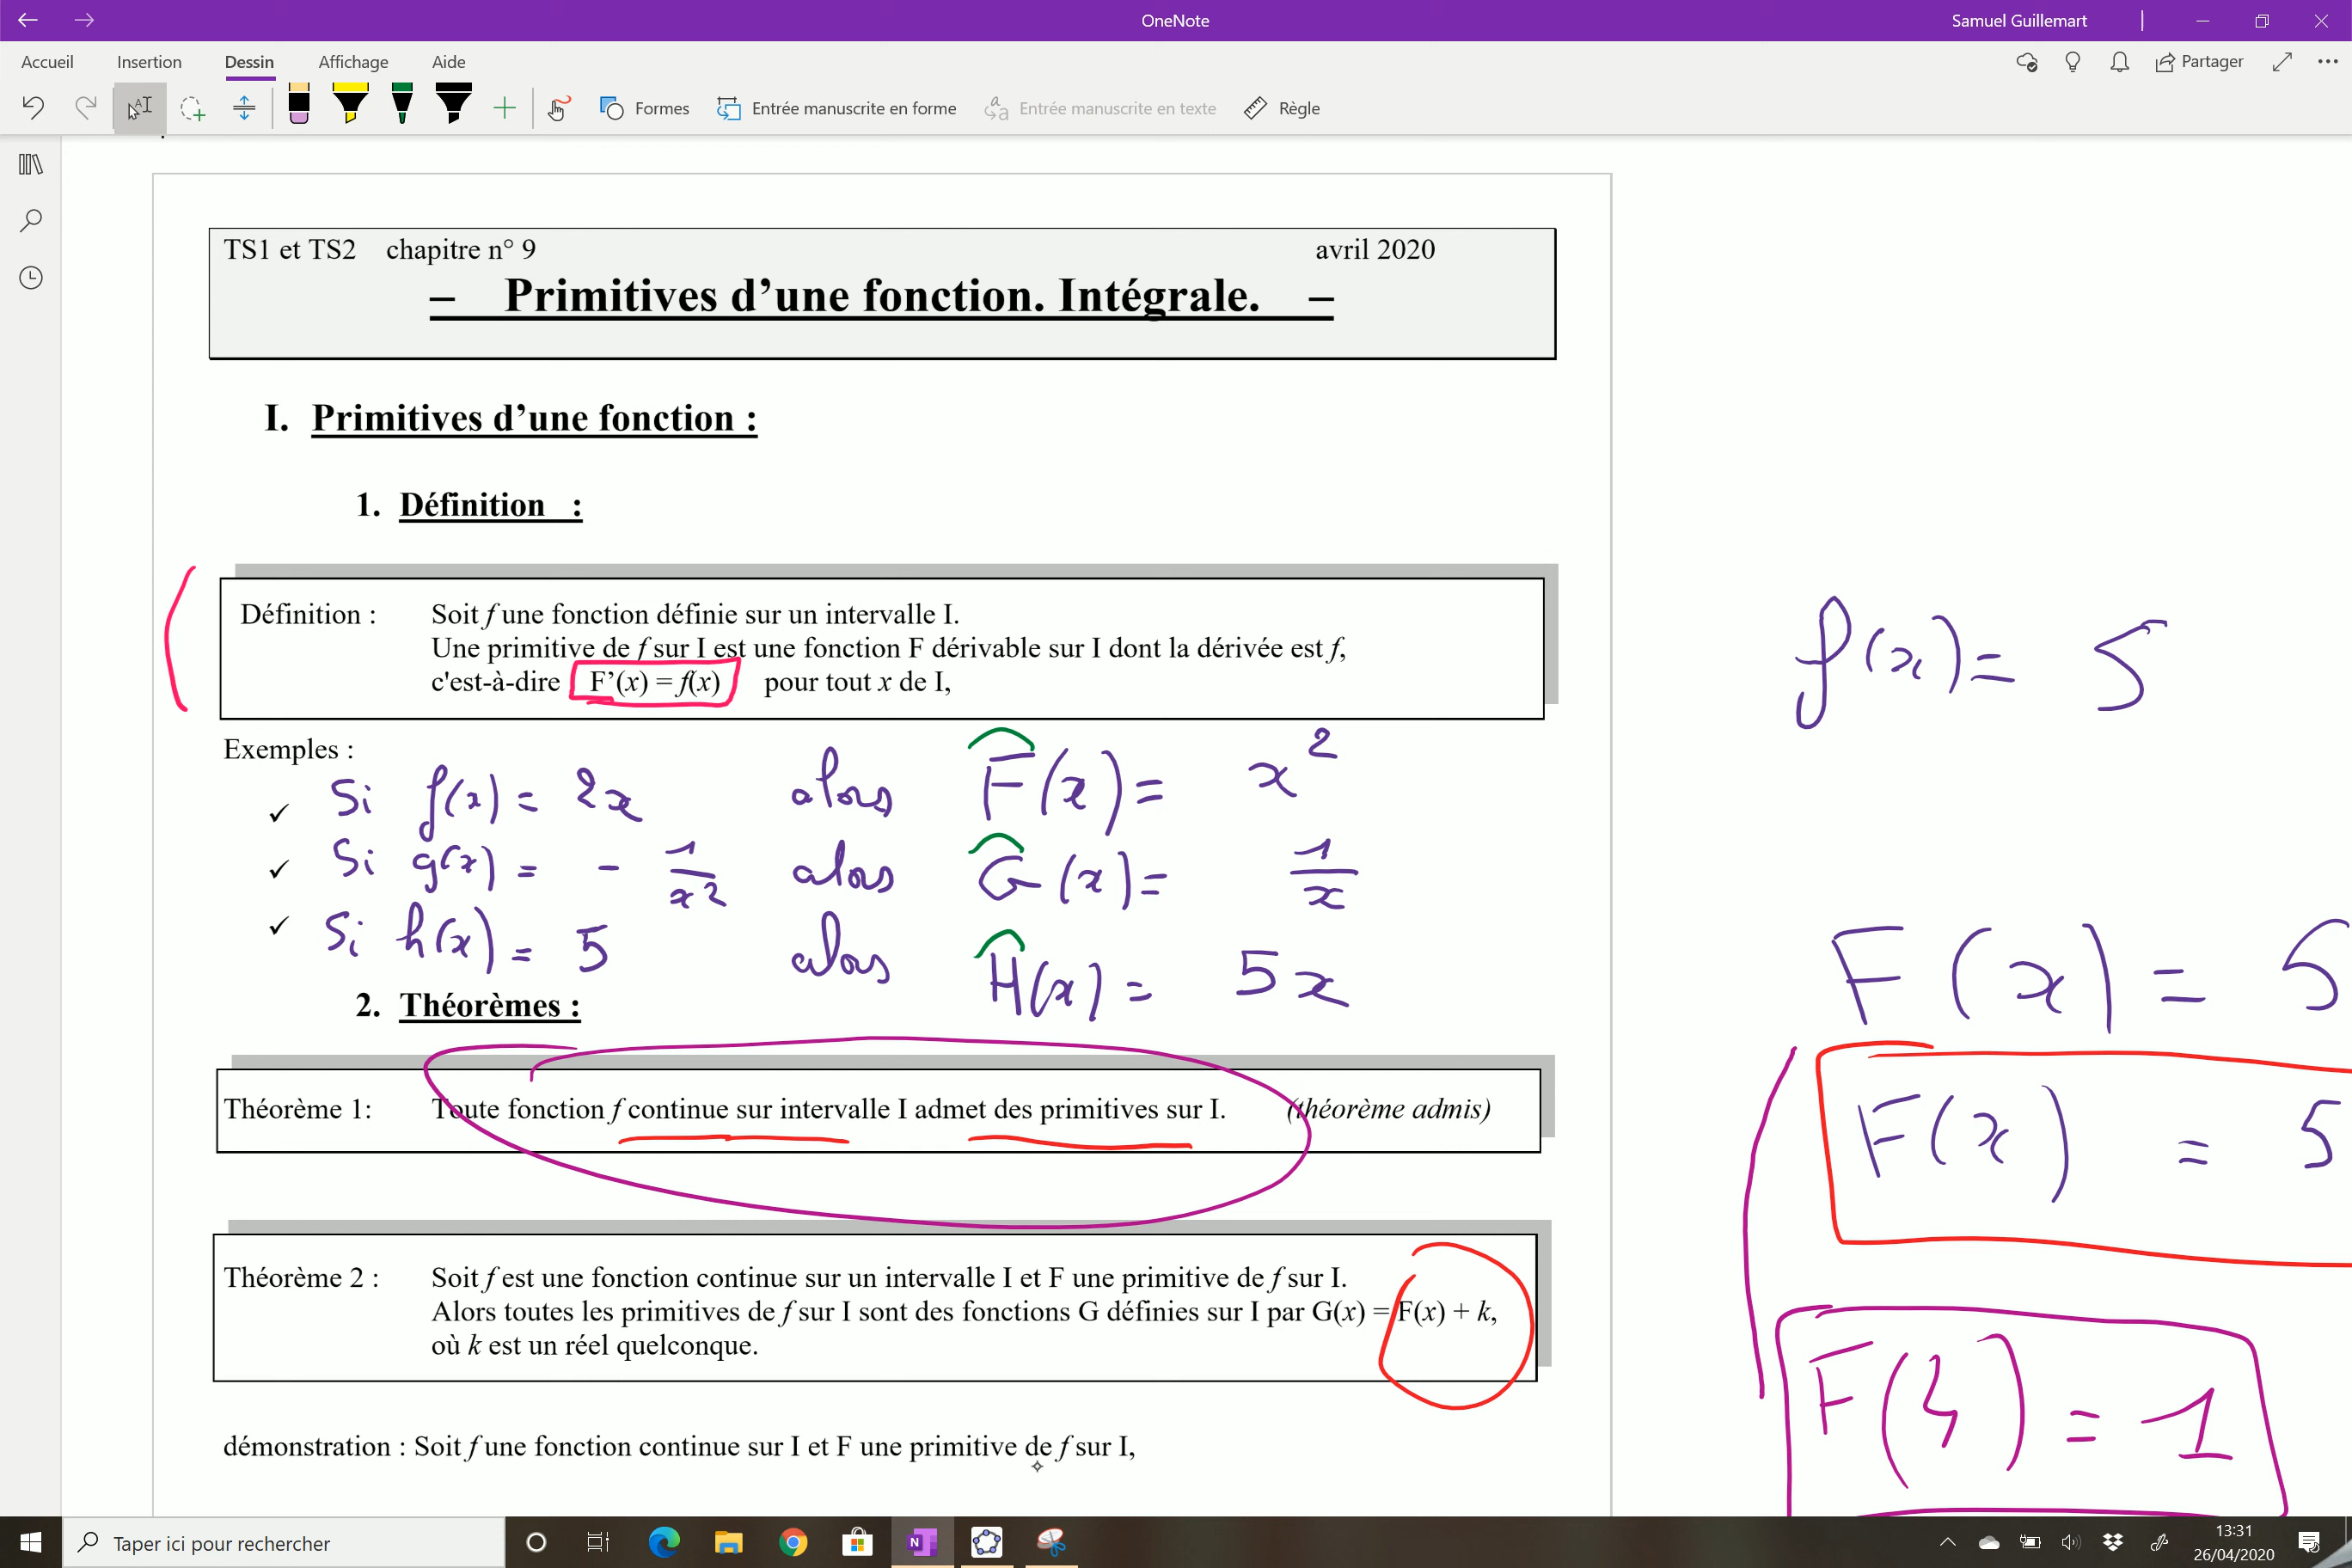 OneNote
Samuel Guillemart
Accueil Insertion Dessin Affichage Aide
Partager
Formes Entrée manuscrite en forme Entrée manuscrite en texte Règle
TS1 et TS2 chapitre n° 9 avril 2020
– Primitives d’une fonction. Intégrale. –
I. Primitives d’une fonction :
1. Définition :
Définition : Soit f une fonction définie sur un intervalle I.
Une primitive de f sur I est une fonction F dérivable sur I dont la dérivée est f,
c'est-à-dire F’(x) = f(x) pour tout x de I,
Exemples :
✓ Si f(x) = 2x alors F(x) = x²
✓ Si g(x) = - 1/x² alors G(x) = 1/x
✓ Si h(x) = 5 alors H(x) = 5x
2. Théorèmes :
Théorème 1: Toute fonction f continue sur intervalle I admet des primitives sur I. (théorème admis)
Théorème 2 : Soit f est une fonction continue sur un intervalle I et F une primitive de f sur I.
Alors toutes les primitives de f sur I sont des fonctions G définies sur I par G(x) = F(x) + k,
où k est un réel quelconque.
démonstration : Soit f une fonction continue sur I et F une primitive de f sur I,
f(x) = 5
F(x) = 5
F(x) = 5
= 1
Taper ici pour rechercher
13:31
26/04/2020